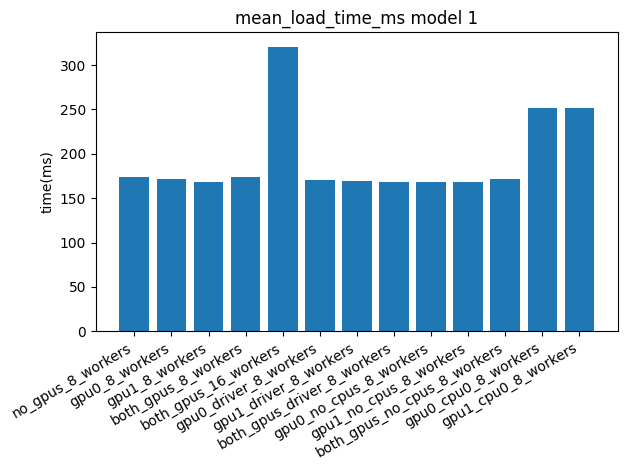 mean_load_time_ms model 1
time(ms)
300
250
200
150
100
50
0
no_gpus_8_workers
gpu0_8_workers
gpu1_8_workers
both_gpus_8_workers
both_gpus_16_workers
gpu0_driver_8_workers
gpu1_driver_8_workers
both_gpus_driver_8_workers
gpu0_no_cpus_8_workers
gpu1_no_cpus_8_workers
both_gpus_no_cpus_8_workers
gpu0_cpu0_8_workers
gpu1_cpu0_8_workers